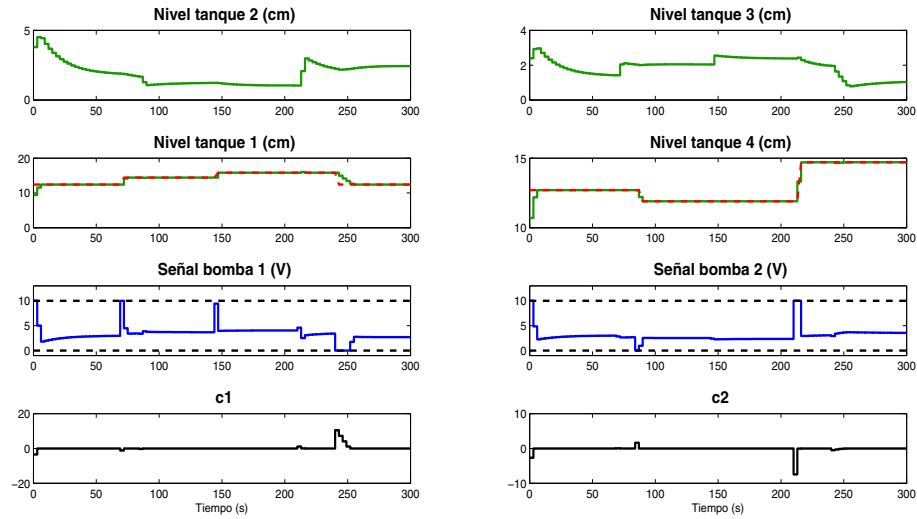 Nivel tanque 2 (cm)
5
0
0 50 100 150 200 250 300
Nivel tanque 3 (cm)
4
2
0
0 50 100 150 200 250 300
Nivel tanque 1 (cm)
20
10
0
0 50 100 150 200 250 300
Nivel tanque 4 (cm)
15
10
0 50 100 150 200 250 300
Señal bomba 1 (V)
10
5
0
0 50 100 150 200 250 300
Señal bomba 2 (V)
10
5
0
0 50 100 150 200 250 300
c1
20
0
−20
0 50 100 150 200 250 300
Tiempo (s)
c2
10
0
−10
0 50 100 150 200 250 300
Tiempo (s)